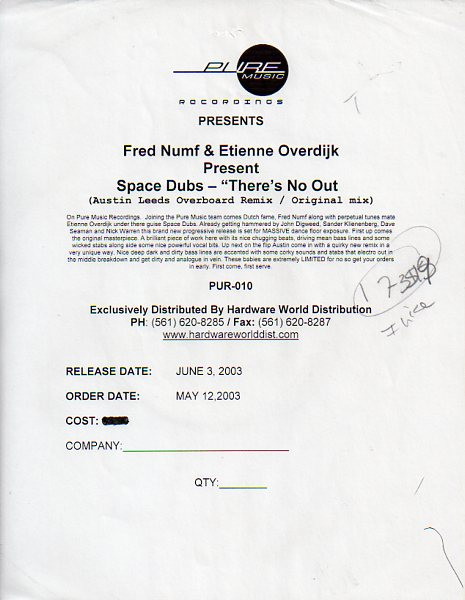 PURE
MUSIC
RECORDINGS
PRESENTS
Fred Numf & Etienne Overdijk
Present
Space Dubs – “There’s No Out
(Austin Leeds Overboard Remix / Original mix)
On Pure Music Recordings. Joining the Pure Music team comes Dutch fame, Fred Numf along with perpetual tunes mate
Etienne Overdijk under there guise Space Dubs. Already getting hammered by John Digweed, Sander Klienenberg, Dave
Seaman and Nick Warren this brand new progressive release is set for MASSIVE dance floor exposure. First up comes
the original masterpiece. A brilliant piece of work here with its nice chugging beats, driving mean bass lines and some
wicked stabs along side some nice powerful vocal bits. Up next on the flip Austin come in with a quirky new remix in a
very unique way. Nice deep dark and dirty bass lines are accented with some corky sounds and stabs that electro out in
the middle breakdown and get dirty and analogue in vein. These babies are extremely LIMITED for no so get your orders
in early. First come, first serve.
PUR-010
Exclusively Distributed By Hardware World Distribution
PH: (561) 620-8285 / Fax: (561) 620-8287
www.hardwareworlddist.com
I like
RELEASE DATE: JUNE 3, 2003
ORDER DATE: MAY 12,2003
COST:
COMPANY:
QTY: